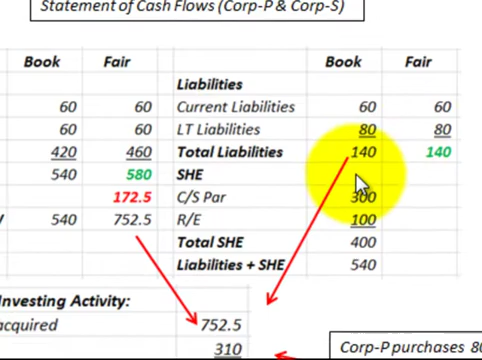 Statement of Cash Flows (Corp-P & Corp-S)
Book Fair Book Fair
Liabilities
60 60 Current Liabilities 60 60
60 60 LT Liabilities 80 80
420 460 Total Liabilities 140 140
540 580 SHE
172.5 C/S Par 300
540 752.5 R/E 100
Total SHE 400
Liabilities + SHE 540
Investing Activity:
acquired 752.5
310
Corp-P purchases 80